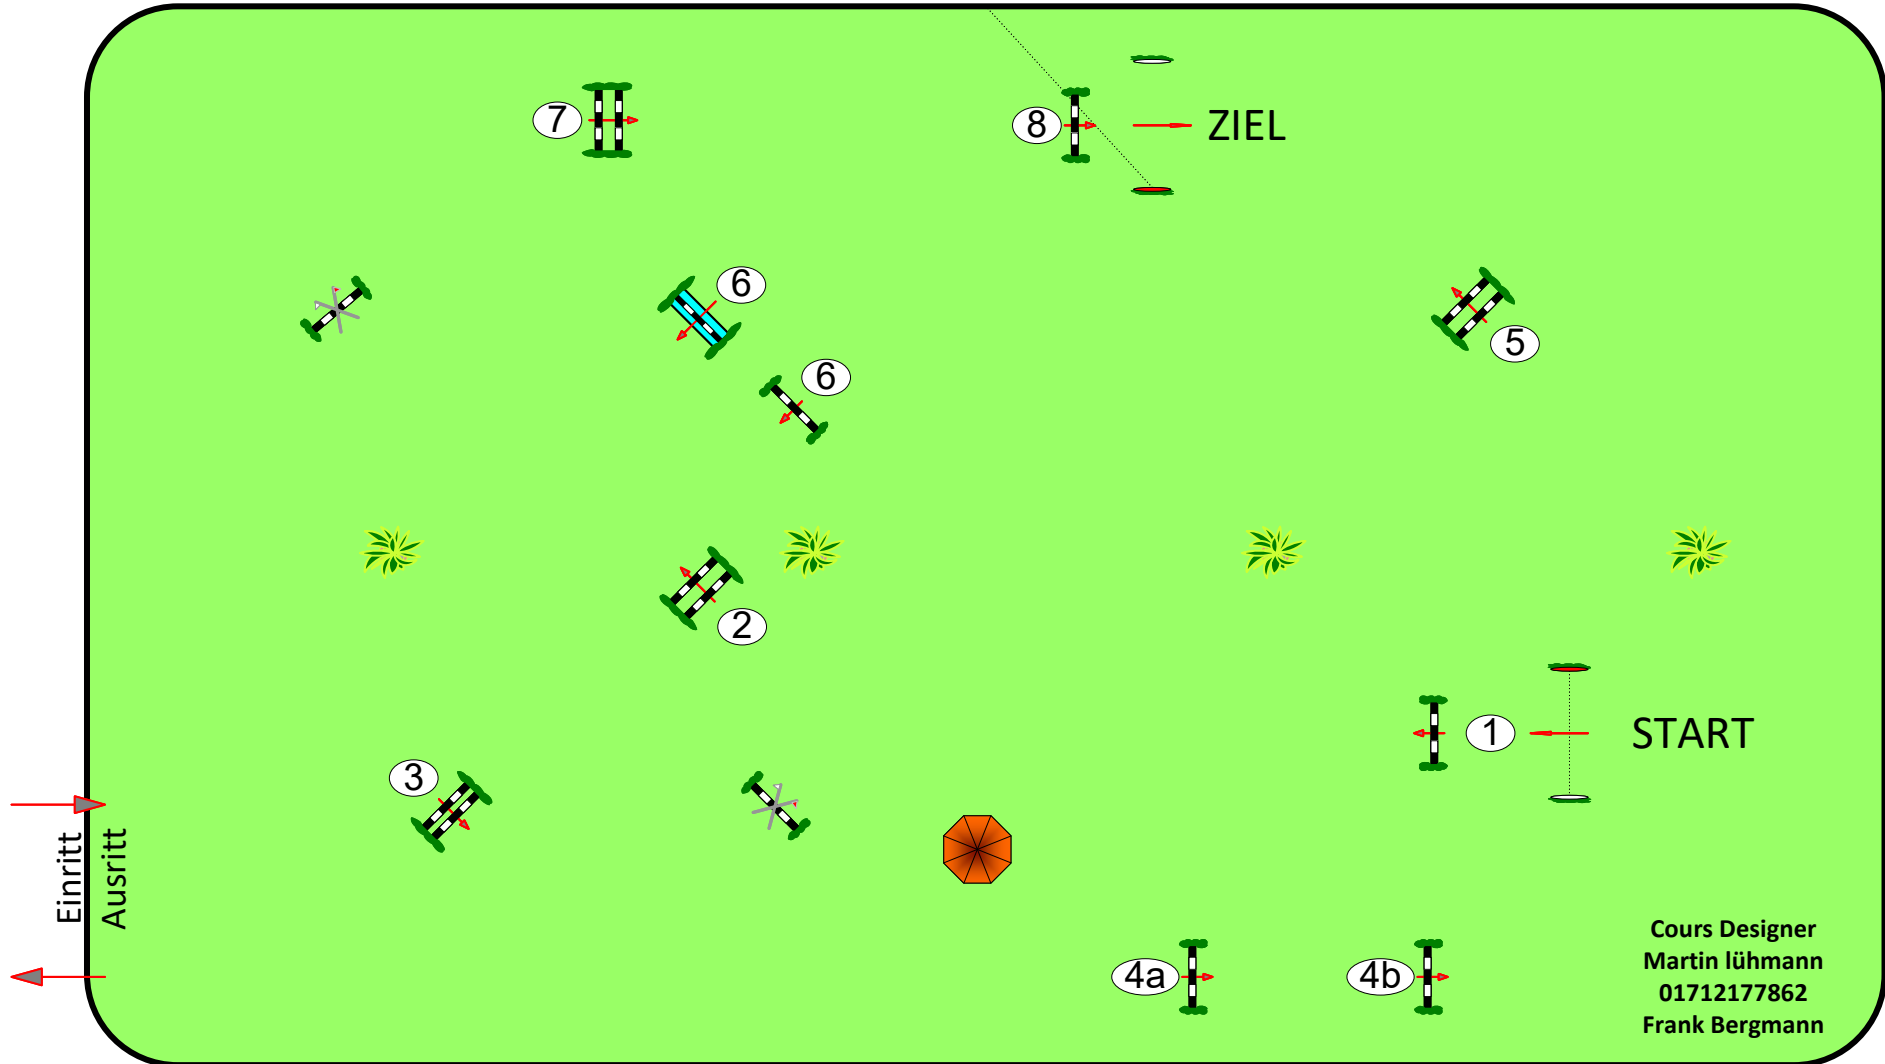 7
8
ZIEL
6
5
6
2
1
START
3
Einritt
Ausritt
4a
4b
Cours Designer
Martin lühmann
01712177862
Frank Bergmann